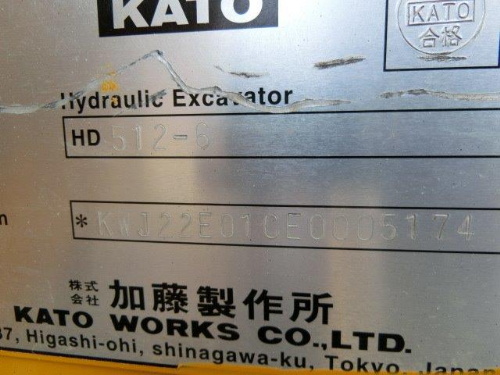 KATO
KATO
合格
Hydraulic Excavator
HD 512-6
*KWJ22E01CE0005174
株式会社 加藤製作所
KATO WORKS CO.,LTD.
37, Higashi-ohi, shinagawa-ku, Tokyo, Japan